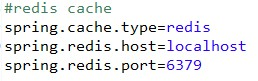 #redis cache
spring.cache.type=redis
spring.redis.host=localhost
spring.redis.port=6379